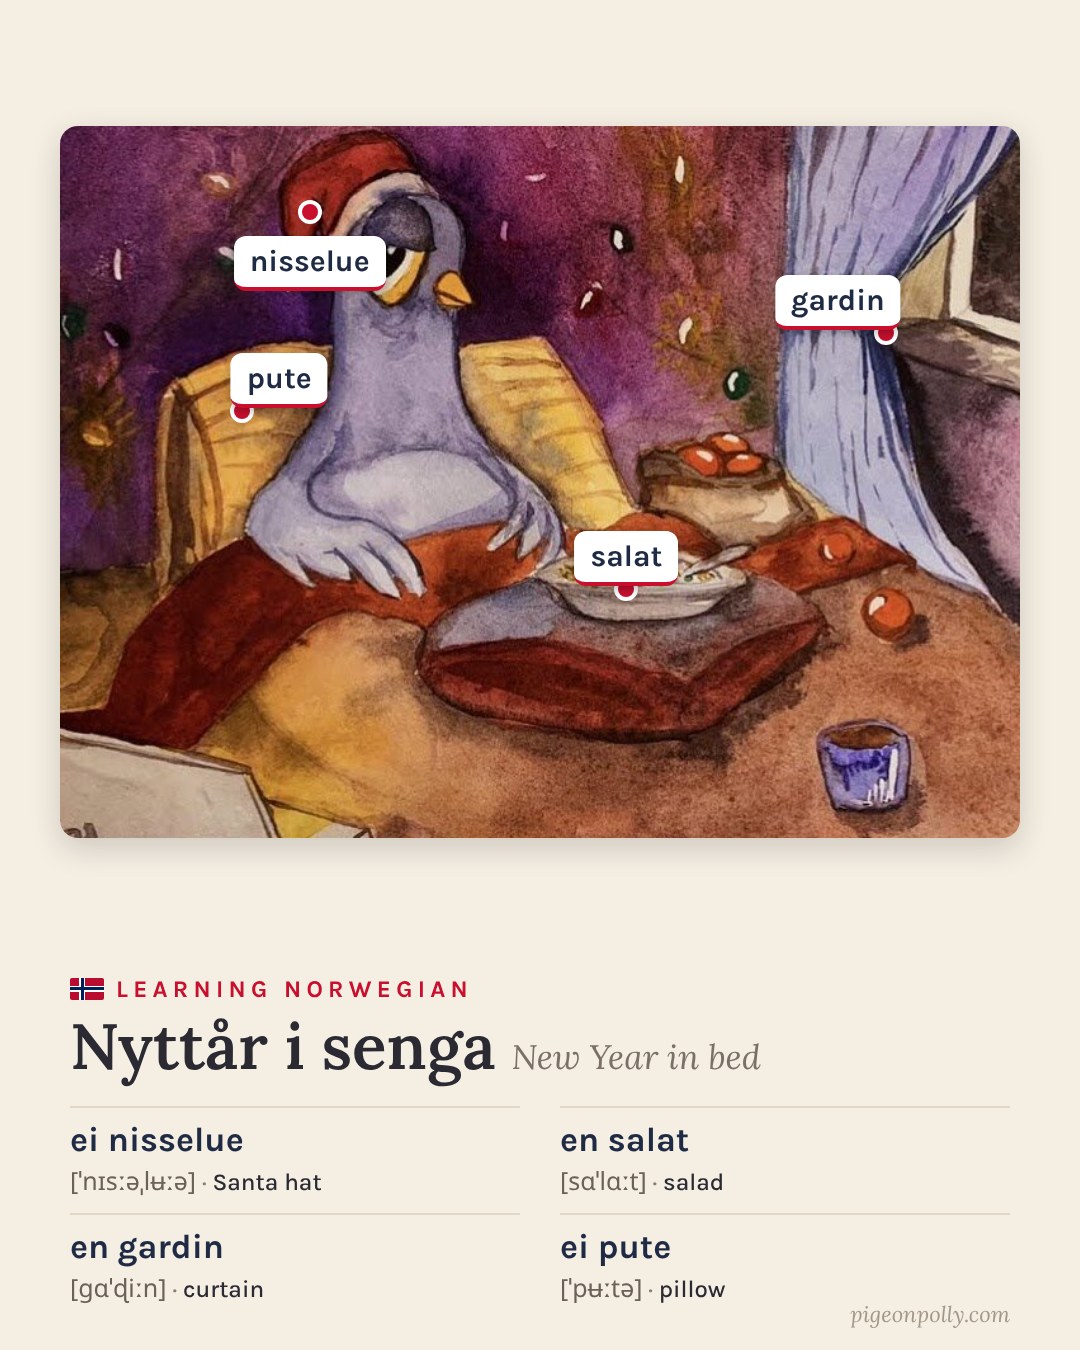 nisselue
gardin
pute
salat
LEARNING NORWEGIAN
Nyttår i senga New Year in bed
ei nisselue
[ˈnɪsːəˌlʉːə] · Santa hat
en salat
[sɑˈlɑːt] · salad
en gardin
[ɡɑˈɖiːn] · curtain
ei pute
[ˈpʉːtə] · pillow
pigeonpolly.com